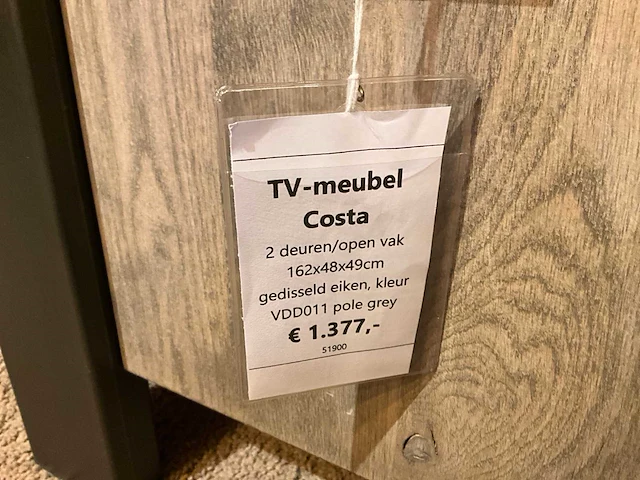 TV-meubel
Costa
2 deuren/open vak
162x48x49cm
gedisseld eiken, kleur
VDD011 pole grey
€ 1.377,-
51900